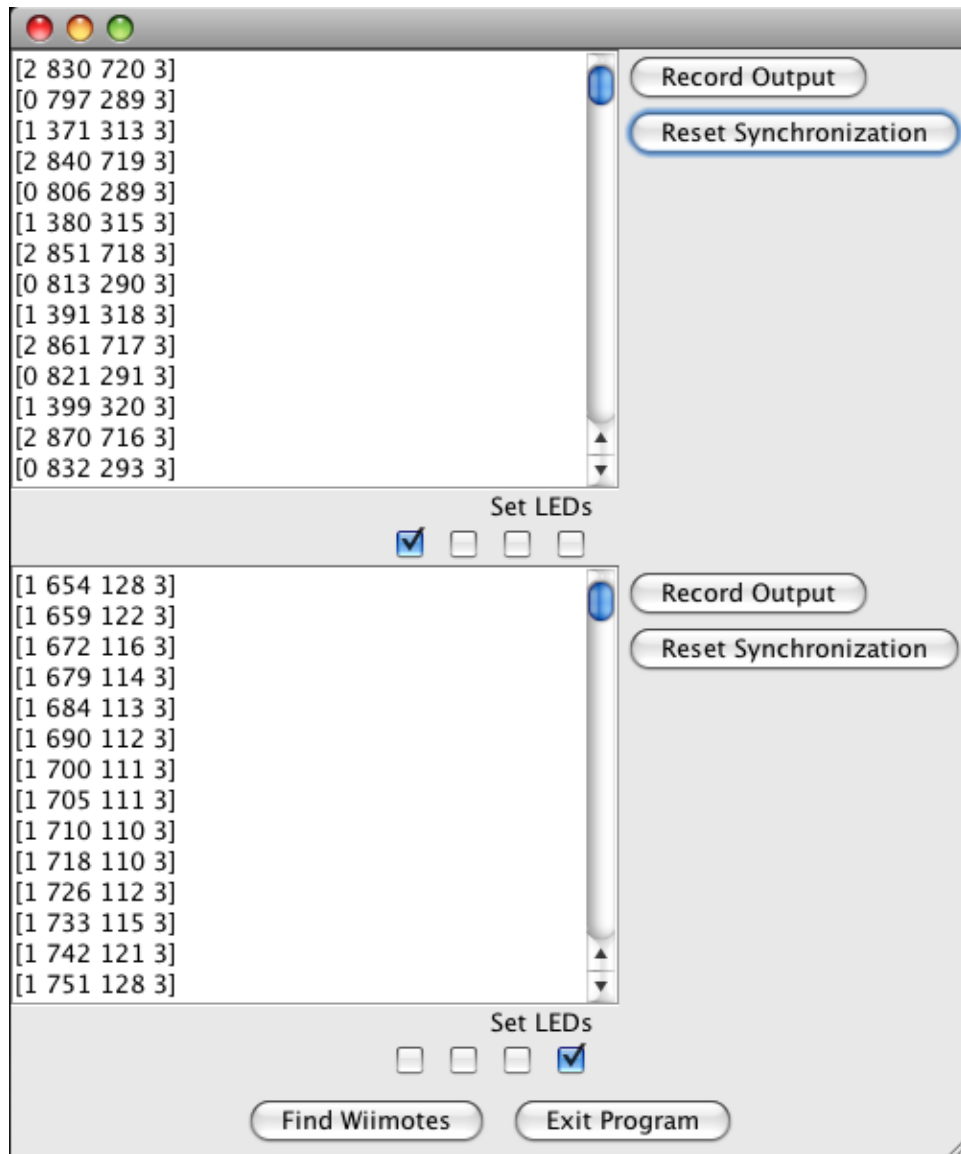 [2 830 720 3]
[0 797 289 3]
[1 371 313 3]
[2 840 719 3]
[0 806 289 3]
[1 380 315 3]
[2 851 718 3]
[0 813 290 3]
[1 391 318 3]
[2 861 717 3]
[0 821 291 3]
[1 399 320 3]
[2 870 716 3]
[0 832 293 3]
Record Output
Reset Synchronization
Set LEDs
[1 654 128 3]
[1 659 122 3]
[1 672 116 3]
[1 679 114 3]
[1 684 113 3]
[1 690 112 3]
[1 700 111 3]
[1 705 111 3]
[1 710 110 3]
[1 718 110 3]
[1 726 112 3]
[1 733 115 3]
[1 742 121 3]
[1 751 128 3]
Record Output
Reset Synchronization
Set LEDs
Find Wiimotes
Exit Program